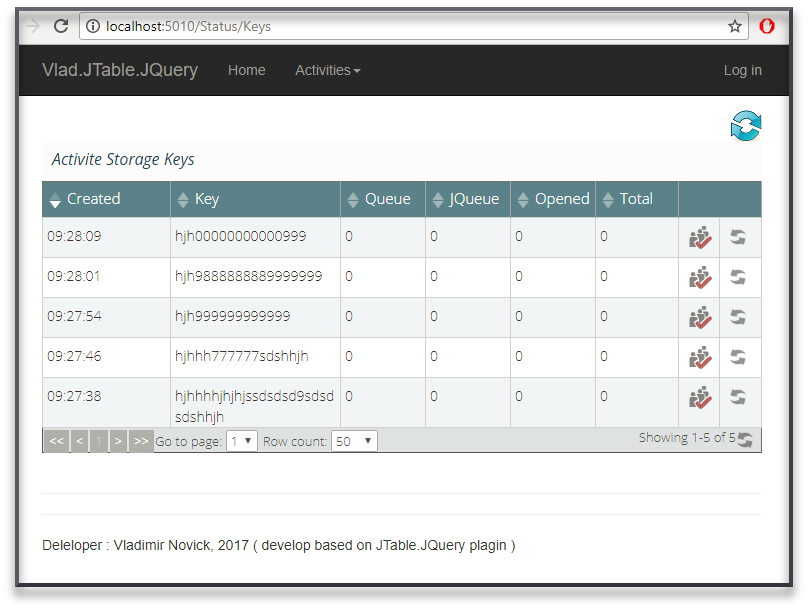 localhost:5010/Status/Keys
Vlad.JTable.JQuery Home Activities Log in
Activite Storage Keys
Created Key Queue JQueue Opened Total
09:28:09 hjh00000000000999 0 0 0 0
09:28:01 hjh9888888889999999 0 0 0 0
09:27:54 hjh999999999999 0 0 0 0
09:27:46 hjhhh777777sdshhjh 0 0 0 0
09:27:38 hjhhhhjhjhjssdsdsd9sdsd 0 0 0 0
sdshhjh
<< < 1 > >> Go to page: 1 Row count: 50 Showing 1-5 of 5
Deleloper : Vladimir Novick, 2017 ( develop based on JTable.JQuery plagin )